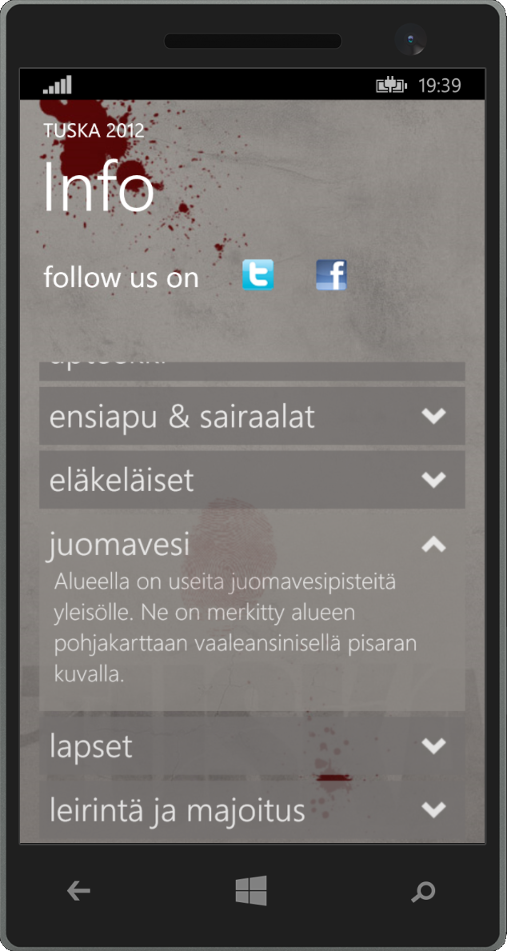 19:39
TUSKA 2012
Info
follow us on
ensiapu & sairaalat
eläkeläiset
juomavesi
Alueella on useita juomavesipisteitä
yleisölle. Ne on merkitty alueen
pohjakarttaan vaaleansinisellä pisaran
kuvalla.
lapset
leirintä ja majoitus